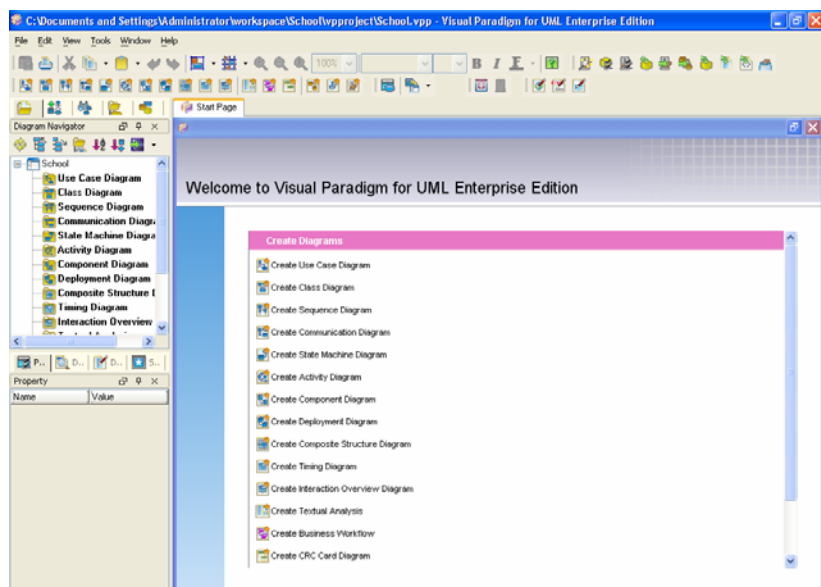 C:\Documents and Settings\Administrator\workspace\School\vpproject\School.vpp - Visual Paradigm for UML Enterprise Edition
File Edit View Tools Window Help
100%
B I F
Start Page
Diagram Navigator
School
Use Case Diagram
Class Diagram
Sequence Diagram
Communication Diagr
State Machine Diagra
Activity Diagram
Component Diagram
Deployment Diagram
Composite Structure
Timing Diagram
Interaction Overview
P.. D.. D.. S..
Property
Name Value
Welcome to Visual Paradigm for UML Enterprise Edition
Create Diagrams
Create Use Case Diagram
Create Class Diagram
Create Sequence Diagram
Create Communication Diagram
Create State Machine Diagram
Create Activity Diagram
Create Component Diagram
Create Deployment Diagram
Create Composite Structure Diagram
Create Timing Diagram
Create Interaction Overview Diagram
Create Textual Analysis
Create Business Workflow
Create CRC Card Diagram